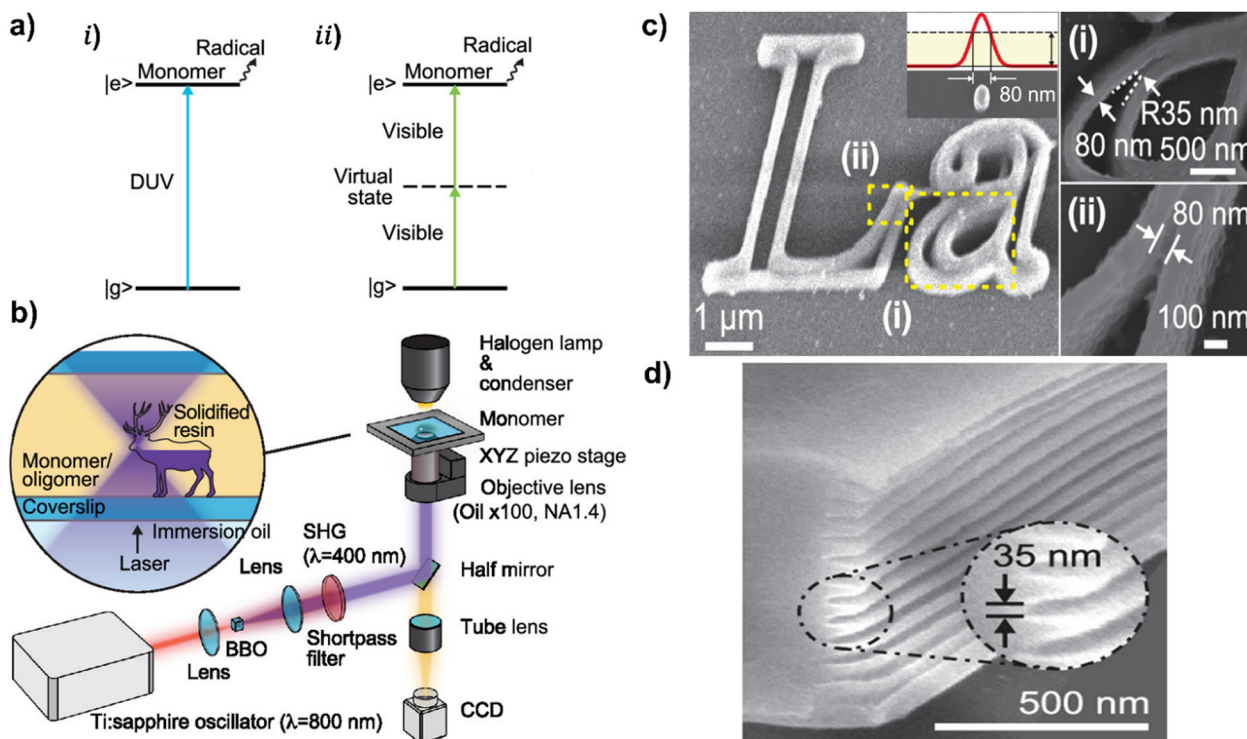 a)
i)
Radical
Monomer
|e>
DUV
|g>
ii)
Radical
Monomer
|e>
Visible
Virtual
state
Visible
|g>
b)
Solidified
resin
Monomer/
oligomer
Coverslip
Immersion oil
Laser
Halogen lamp
&
condenser
Monomer
XYZ piezo stage
Objective lens
(Oil x100, NA1.4)
SHG
(λ=400 nm)
Half mirror
Lens
Tube lens
BBO
Shortpass
filter
Lens
CCD
Ti:sapphire oscillator (λ=800 nm)
c)
80 nm
(ii)
(i)
1 µm
(i)
R35 nm
80 nm
500 nm
(ii)
80 nm
100 nm
La
d)
35 nm
500 nm